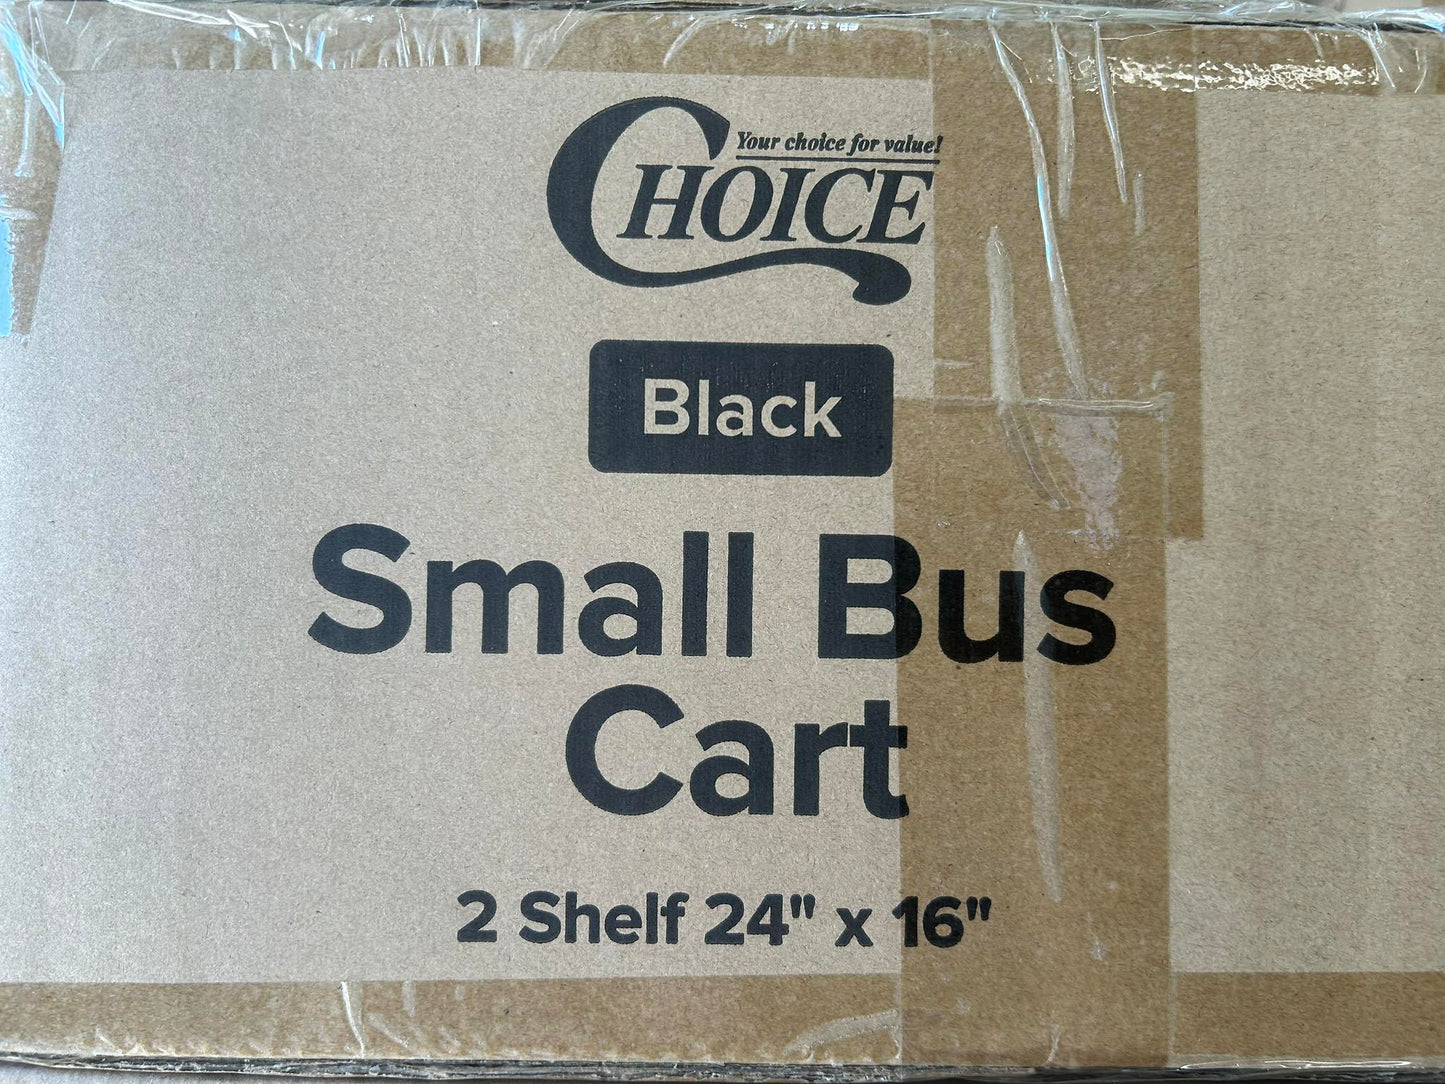 Your choice for value!
CHOICE
Black
Small Bus
Cart
2 Shelf 24" x 16"